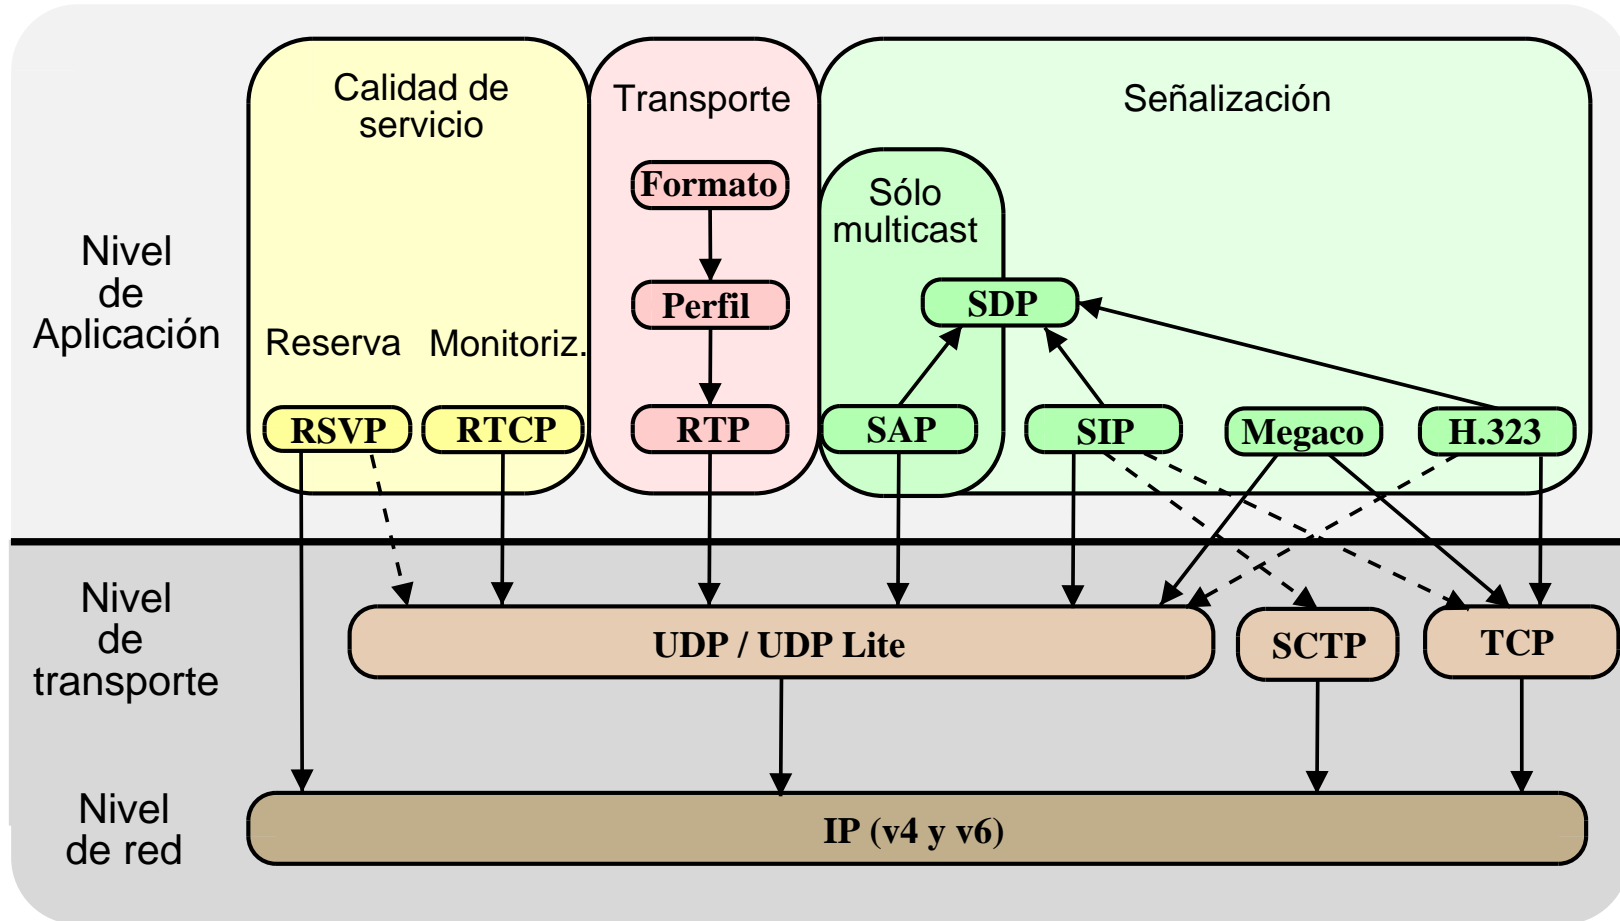 Calidad de
servicio
Transporte
Señalización
Formato
Sólo
multicast
Nivel
de
Aplicación
Perfil
SDP
Reserva
Monitoriz.
RSVP
RTCP
RTP
SAP
SIP
Megaco
H.323
Nivel
de
transporte
UDP / UDP Lite
SCTP
TCP
Nivel
de red
IP (v4 y v6)